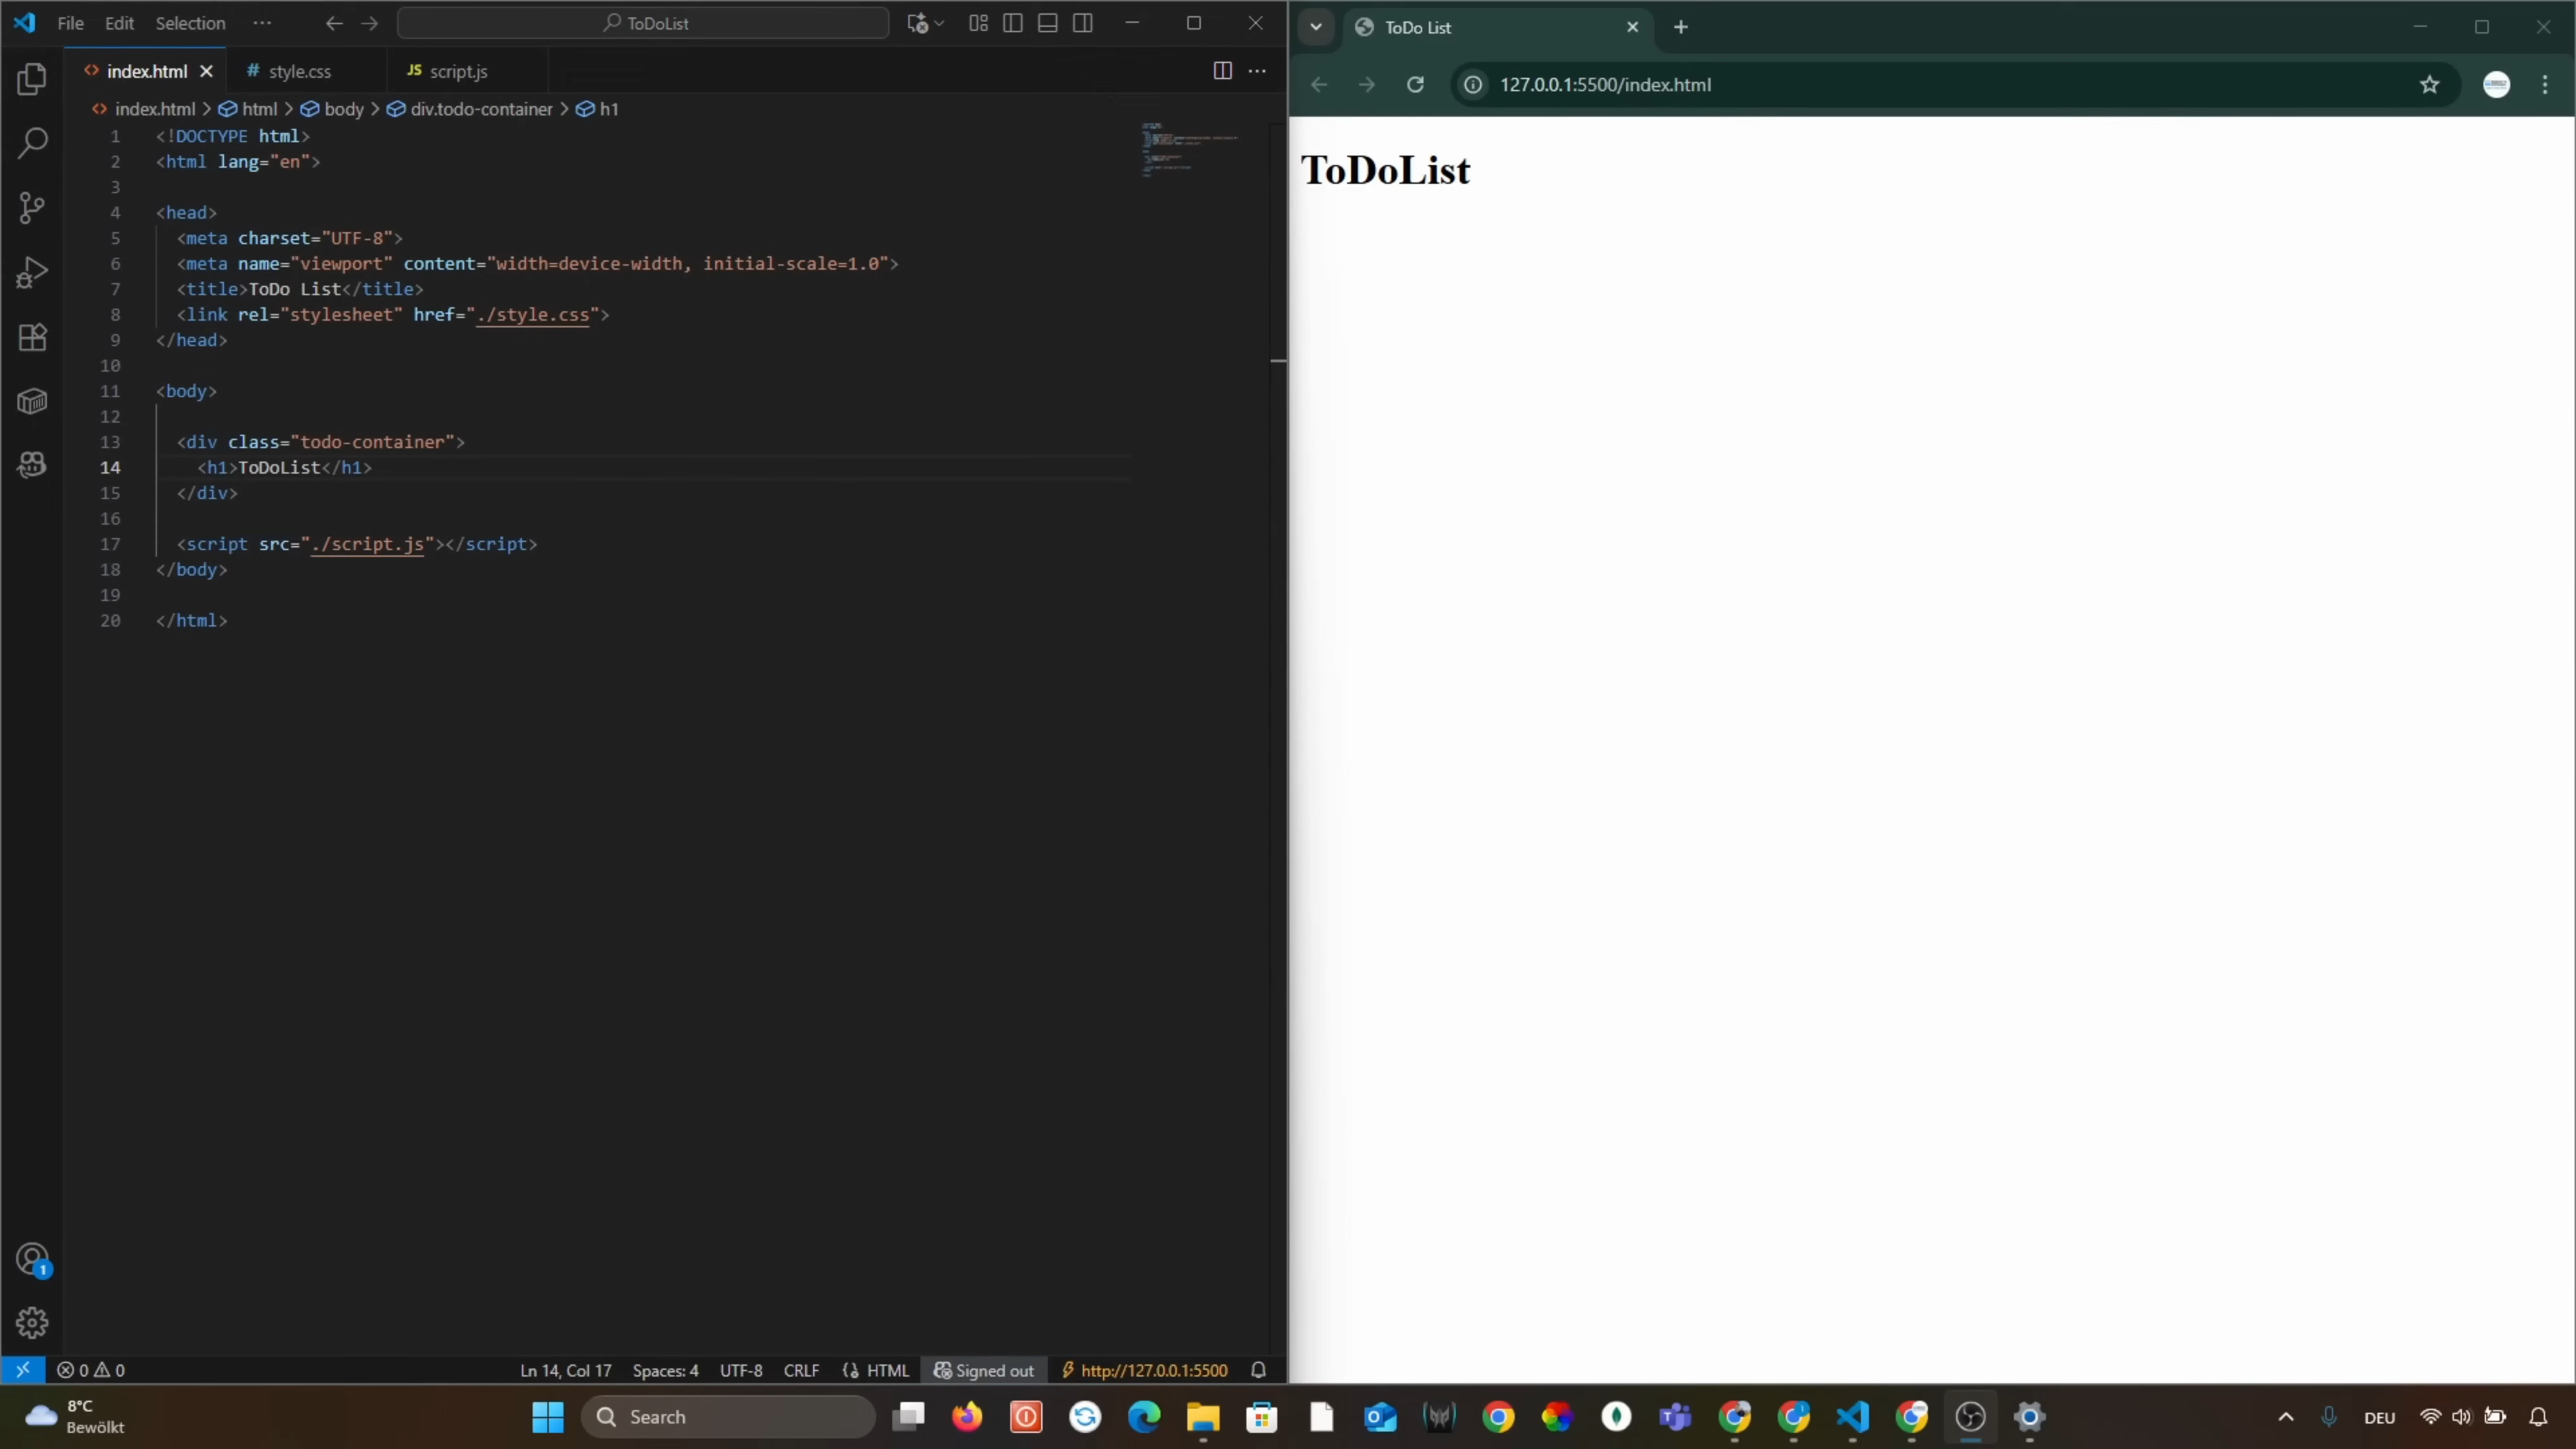 File Edit Selection ··· ToDoList
index.html style.css JS script.js
index.html > html > body > div.todo-container > h1
1 <!DOCTYPE html>
2 <html lang="en">
3
4 <head>
5 <meta charset="UTF-8">
6 <meta name="viewport" content="width=device-width, initial-scale=1.0">
7 <title>ToDo List</title>
8 <link rel="stylesheet" href="./style.css">
9 </head>
10
11 <body>
12
13 <div class="todo-container">
14 <h1>ToDoList</h1>
15 </div>
16
17 <script src="./script.js"></script>
18 </body>
19
20 </html>
1
0 0 Ln 14, Col 17 Spaces: 4 UTF-8 CRLF HTML Signed out http://127.0.0.1:5500
ToDo List
127.0.0.1:5500/index.html
ToDoList
8°C
Bewölkt
Search
DEU